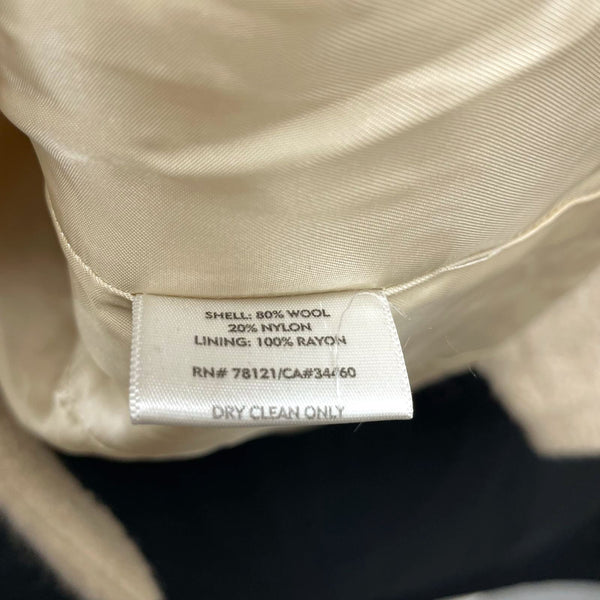 SHELL: 80% WOOL
20% NYLON
LINING: 100% RAYON
RN# 78121/CA#34460
DRY CLEAN ONLY